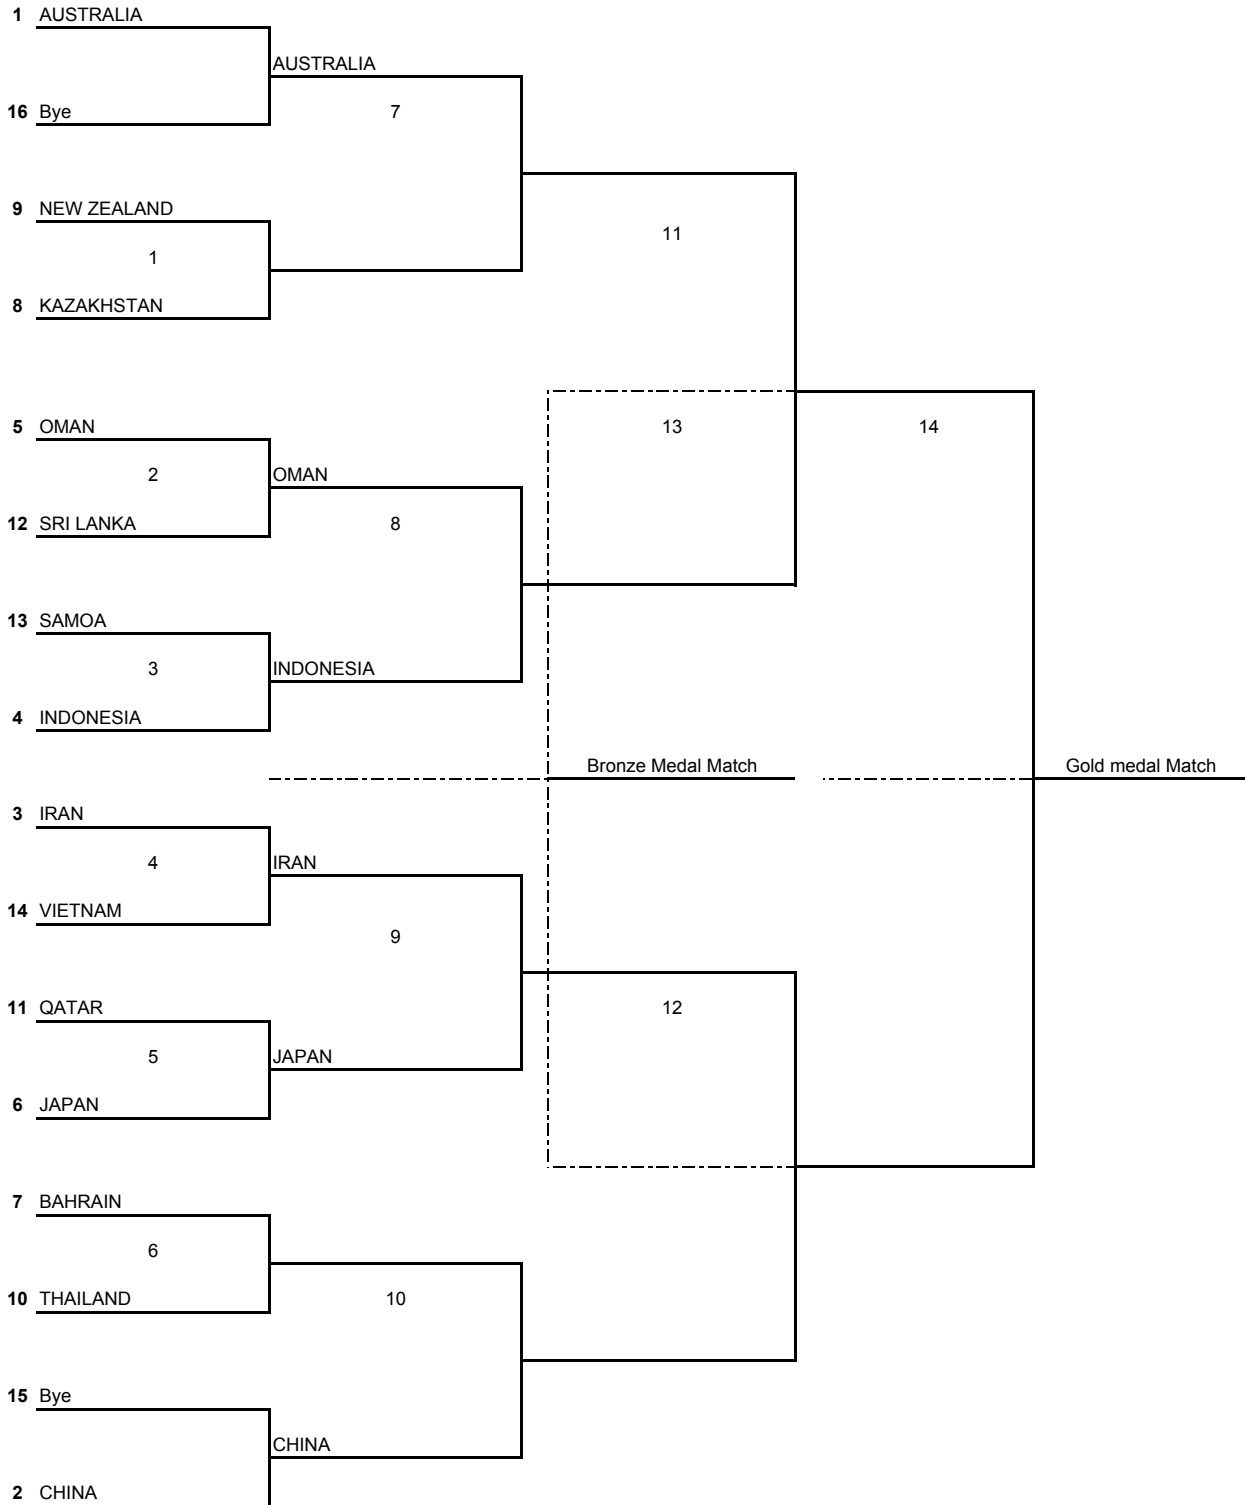 1 AUSTRALIA
AUSTRALIA
16 Bye
7
9 NEW ZEALAND
11
1
8 KAZAKHSTAN
5 OMAN
13
14
2
OMAN
12 SRI LANKA
8
13 SAMOA
3
INDONESIA
4 INDONESIA
Bronze Medal Match
Gold medal Match
3 IRAN
4
IRAN
14 VIETNAM
9
11 QATAR
12
5
JAPAN
6 JAPAN
7 BAHRAIN
6
10 THAILAND
10
15 Bye
CHINA
2 CHINA